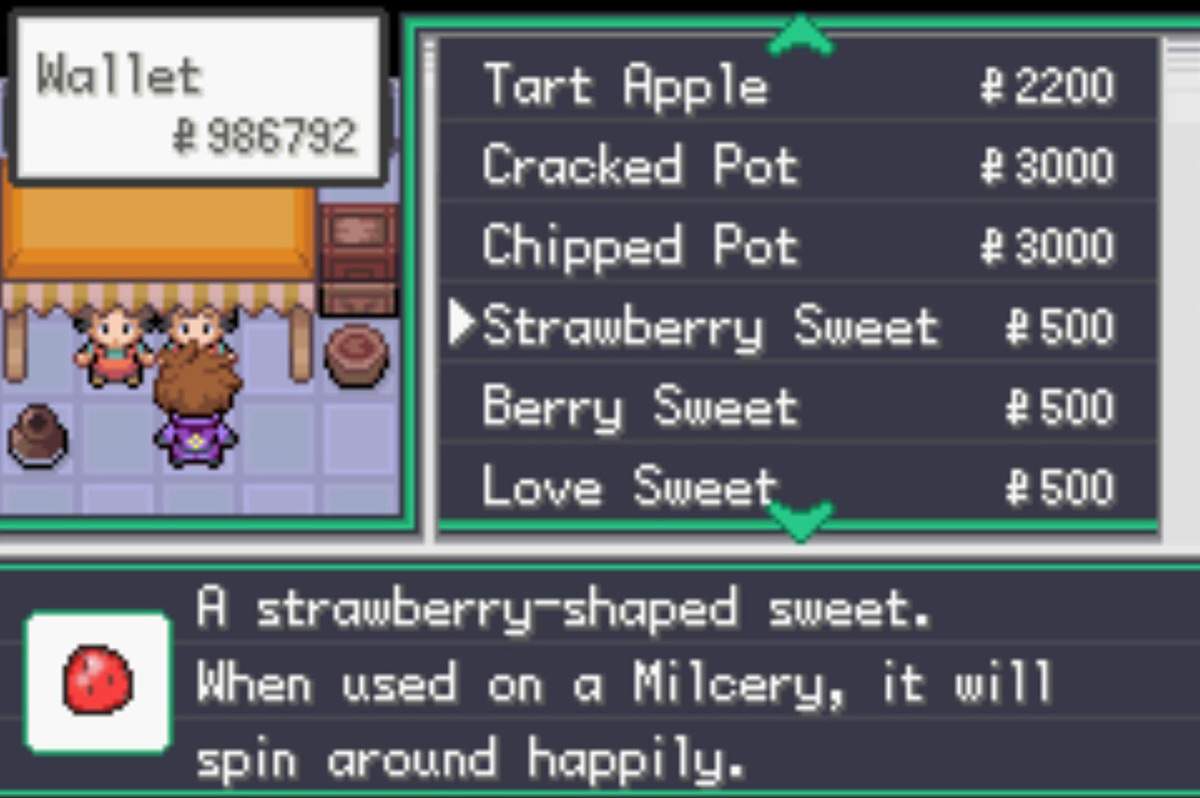 Wallet
₽986792
Tart Apple ₽2200
Cracked Pot ₽3000
Chipped Pot ₽3000
Strawberry Sweet ₽500
Berry Sweet ₽500
Love Sweet ₽500
A strawberry-shaped sweet.
When used on a Milcery, it will
spin around happily.